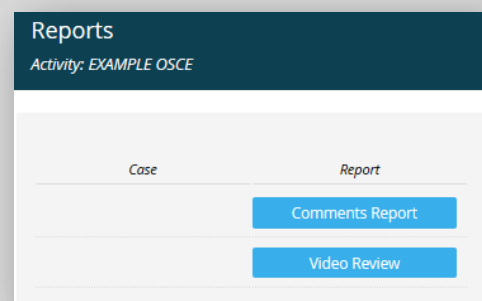 Reports
Activity: EXAMPLE OSCE
Case Report
Comments Report
Video Review